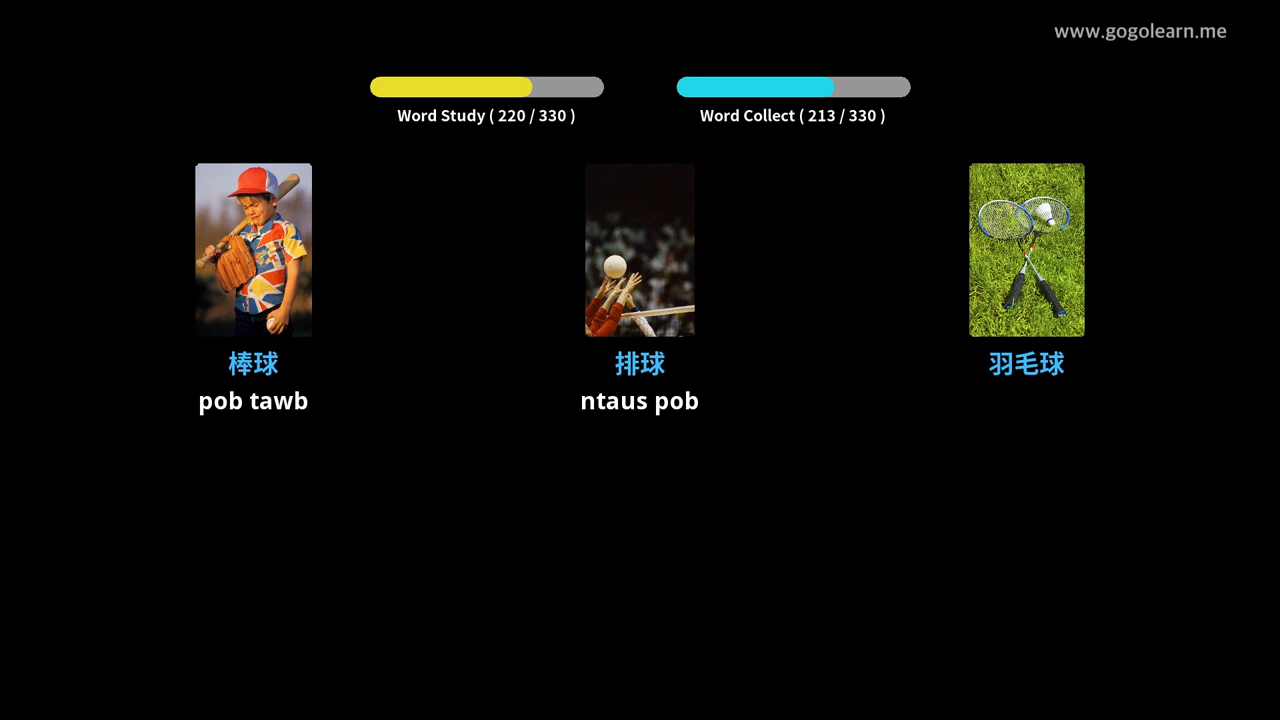 www.gogolearn.me
Word Study ( 220 / 330 )
Word Collect ( 213 / 330 )
棒球
排球
羽毛球
pob tawb
ntaus pob